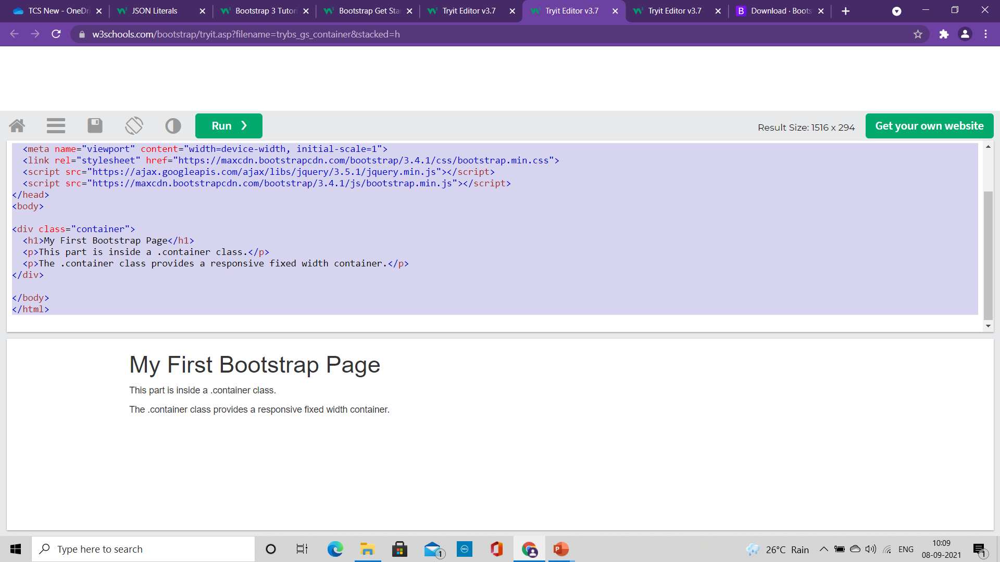 TCS New - OneDri JSON Literals Bootstrap 3 Tutori Bootstrap Get Sta Tryit Editor v3.7 Tryit Editor v3.7 Tryit Editor v3.7 B Download · Boots
w3schools.com/bootstrap/tryit.asp?filename=trybs_gs_container&stacked=h
Run ❯ Result Size: 1516 x 294 Get your own website
<meta name="viewport" content="width=device-width, initial-scale=1">
<link rel="stylesheet" href="https://maxcdn.bootstrapcdn.com/bootstrap/3.4.1/css/bootstrap.min.css">
<script src="https://ajax.googleapis.com/ajax/libs/jquery/3.5.1/jquery.min.js"></script>
<script src="https://maxcdn.bootstrapcdn.com/bootstrap/3.4.1/js/bootstrap.min.js"></script>
</head>
<body>
<div class="container">
<h1>My First Bootstrap Page</h1>
<p>This part is inside a .container class.</p>
<p>The .container class provides a responsive fixed width container.</p>
</div>
</body>
</html>
My First Bootstrap Page
This part is inside a .container class.
The .container class provides a responsive fixed width container.
Type here to search 1 DELL P 26°C Rain ENG 10:09 1
08-09-2021